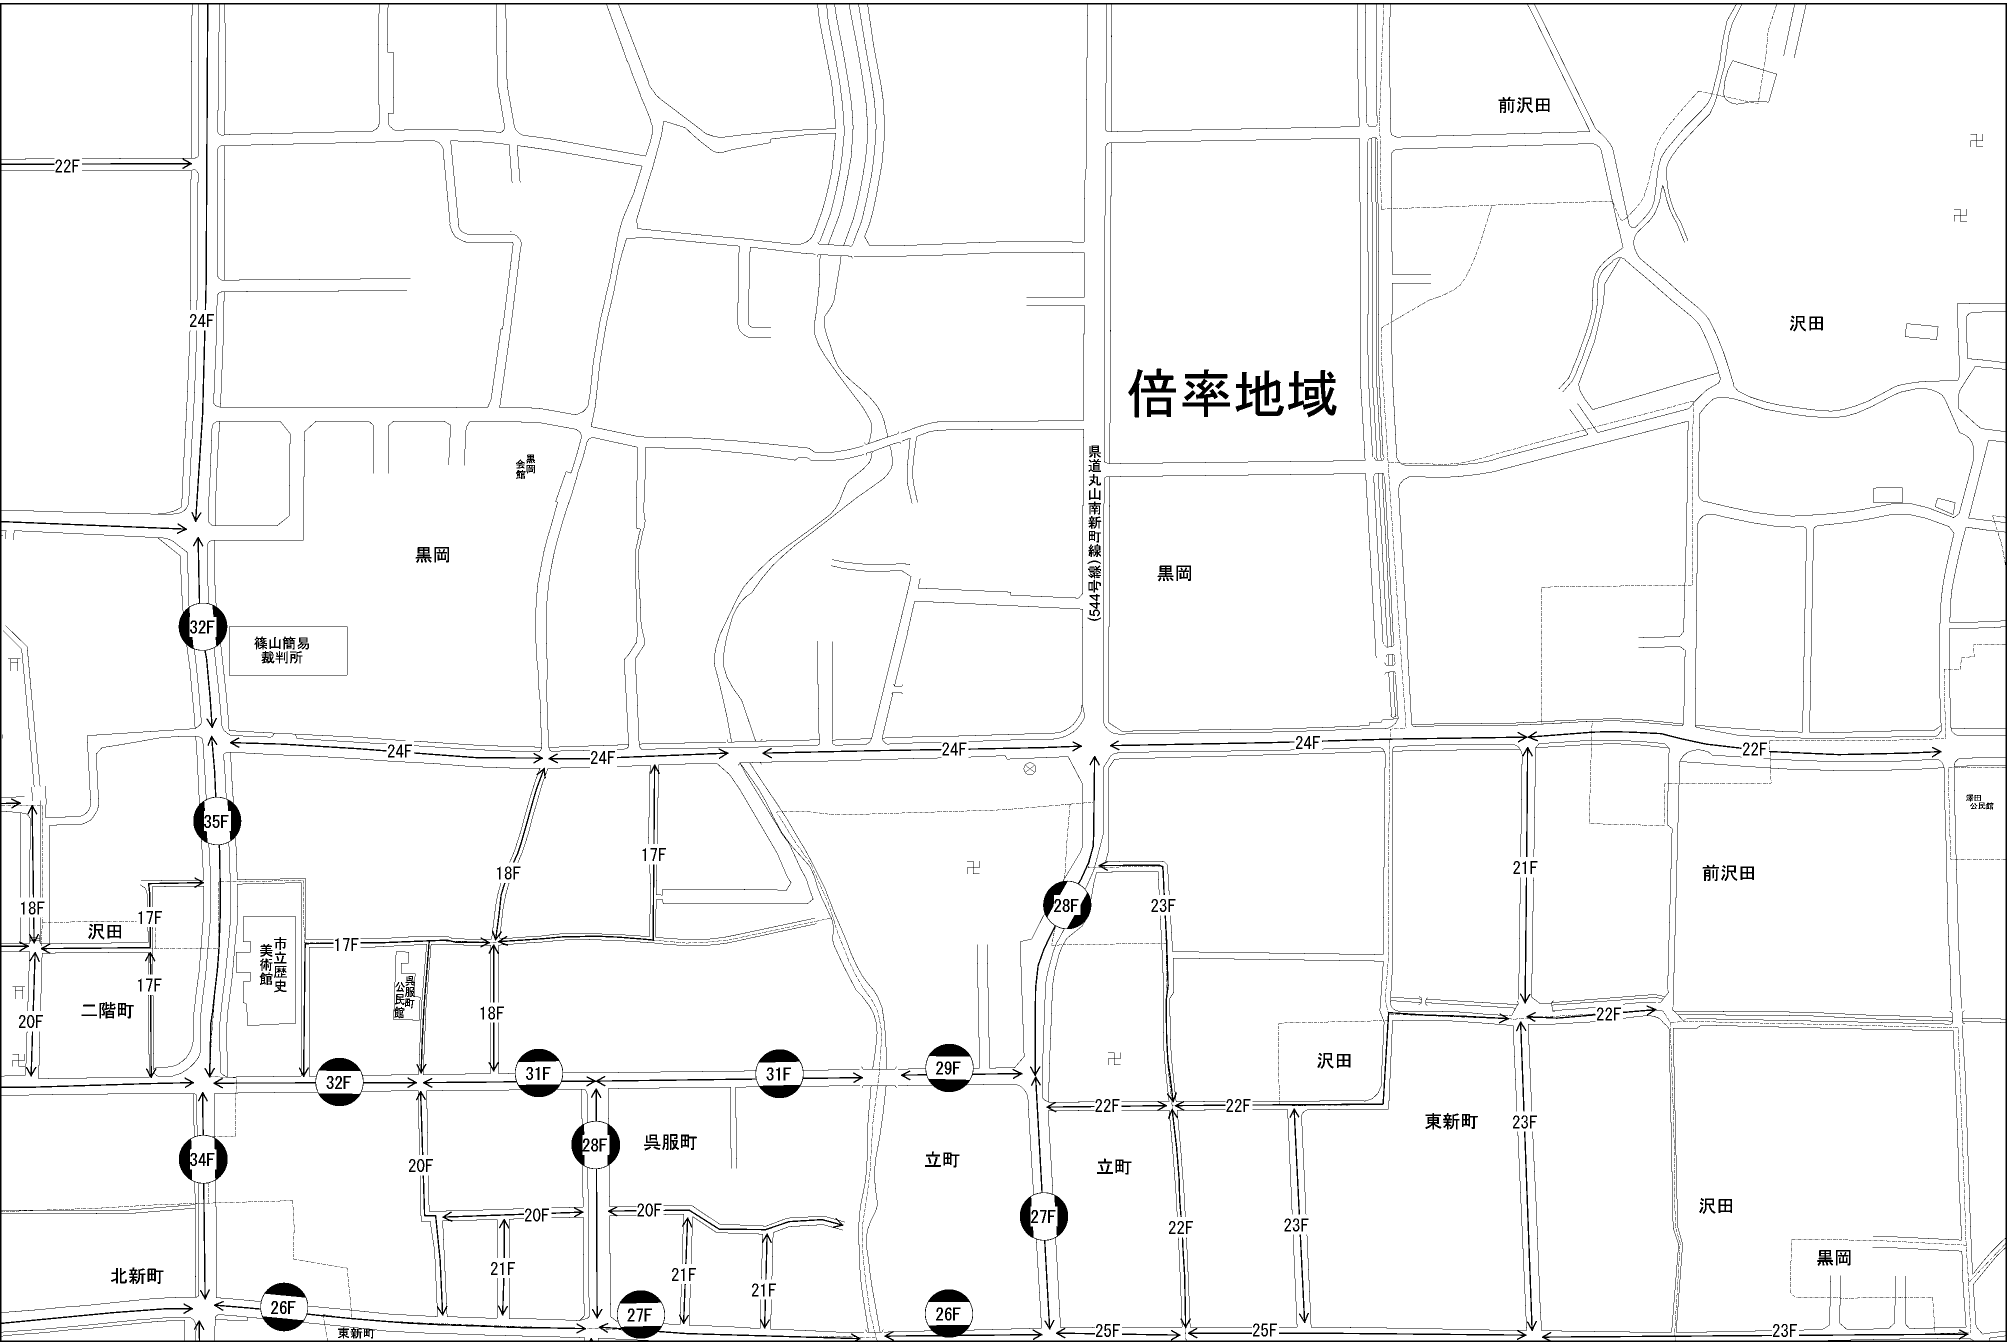 前沢田
22F
24F
沢田
倍率地域
県道丸山南新町線(544号線)
黒岡
会館
黒岡
黒岡
32F
篠山簡易
裁判所
24F
24F
24F
24F
22F
澤田
公民館
35F
17F
18F
21F
前沢田
28F
23F
18F
17F
沢田
17F
市立歴史
美術館
17F
呉服町
公民館
二階町
20F
18F
22F
沢田
32F
31F
31F
29F
22F
22F
東新町
23F
34F
20F
28F
呉服町
立町
立町
沢田
20F
20F
27F
22F
23F
黒岡
北新町
21F
21F
21F
26F
27F
26F
東新町
25F
25F
23F